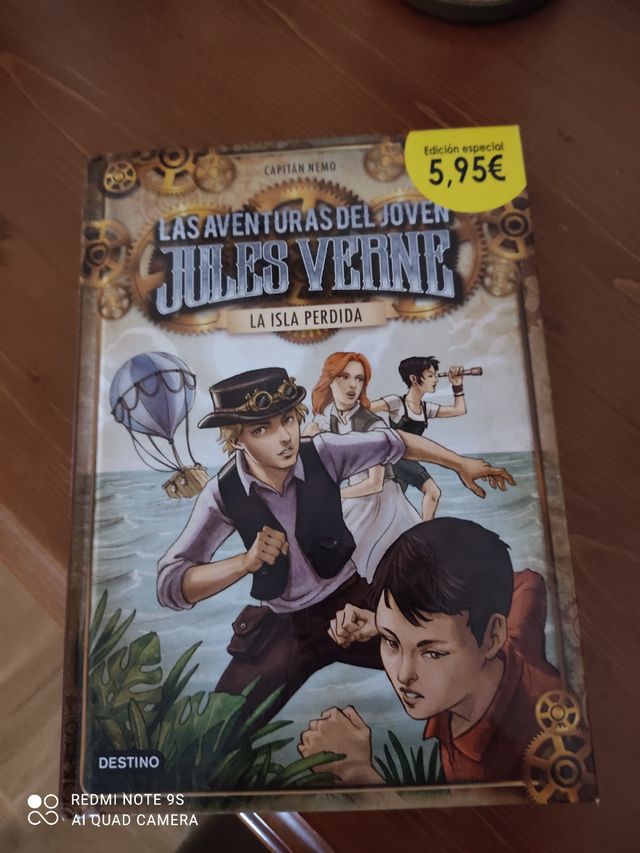 Edición especial
5,95€
CAPITÁN NEMO
LAS AVENTURAS DEL JOVEN
JULES VERNE
LA ISLA PERDIDA
DESTINO
REDMI NOTE 9S
AI QUAD CAMERA